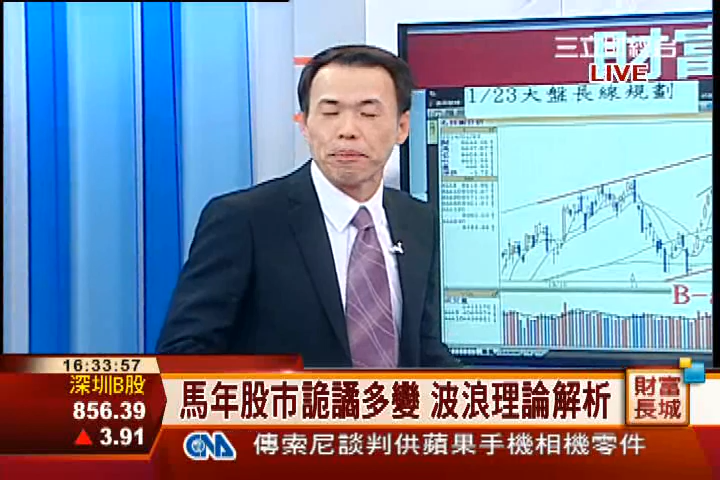 三立財經台
財富
LIVE
1/23大盤長線規劃
B-
16:33:57
深圳B股
856.39
▲ 3.91
馬年股市詭譎多變 波浪理論解析
財富
長城
CNA 傳索尼談判供蘋果手機相機零件